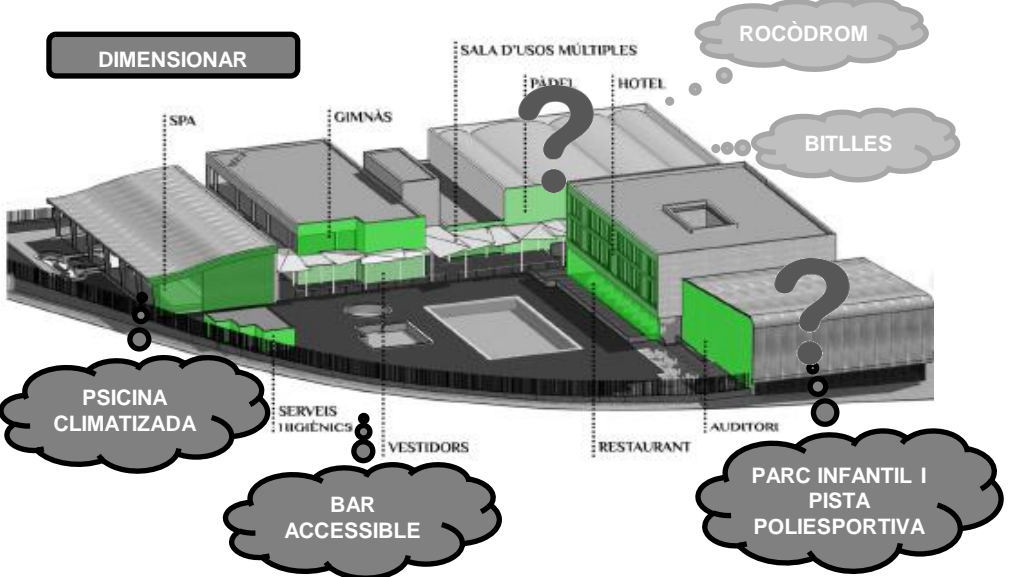 ROCÒDROM
DIMENSIONAR
SALA D'USOS MÚLTIPLES
PÀDEL
HOTEL
GIMNÀS
SPA
?
BITLLES
?
PSICINA
CLIMATIZADA
SERVEIS
HIGIÈNICS
VESTIDORS
RESTAURANT
AUDITORI
BAR
ACCESSIBLE
PARC INFANTIL I
PISTA
POLIESPORTIVA